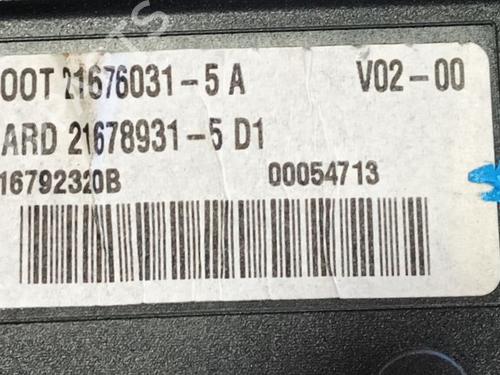 OOT 21676031-5 A V02-00
ARD 21678931-5 D1
16792320B 00054713